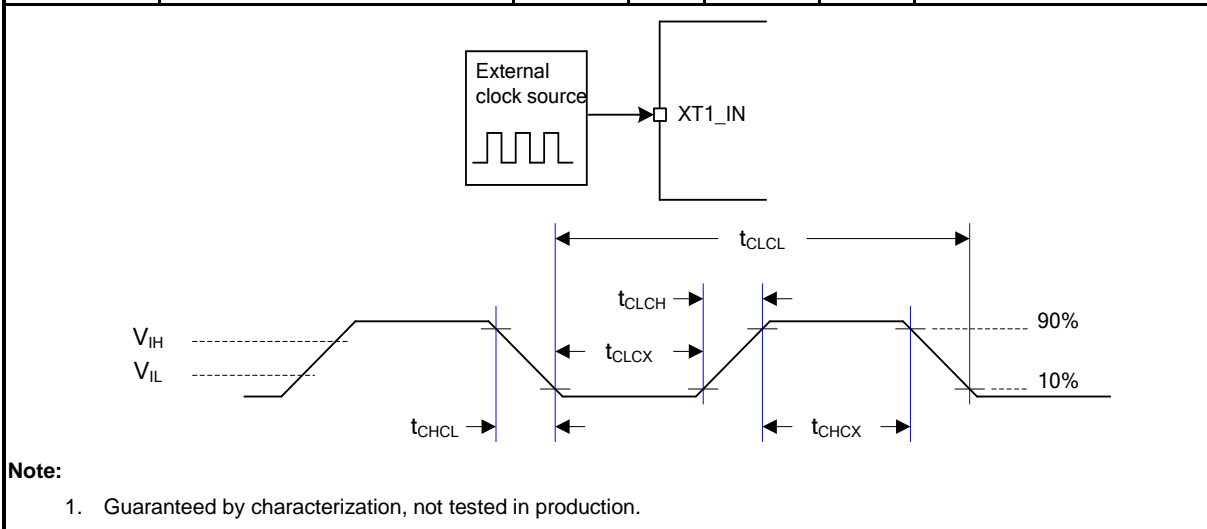 External
clock source
XT1_IN
tCLCL
tCLCH
90%
VIH
tCLCX
VIL
10%
tCHCL
tCHCX
Note:
1. Guaranteed by characterization, not tested in production.